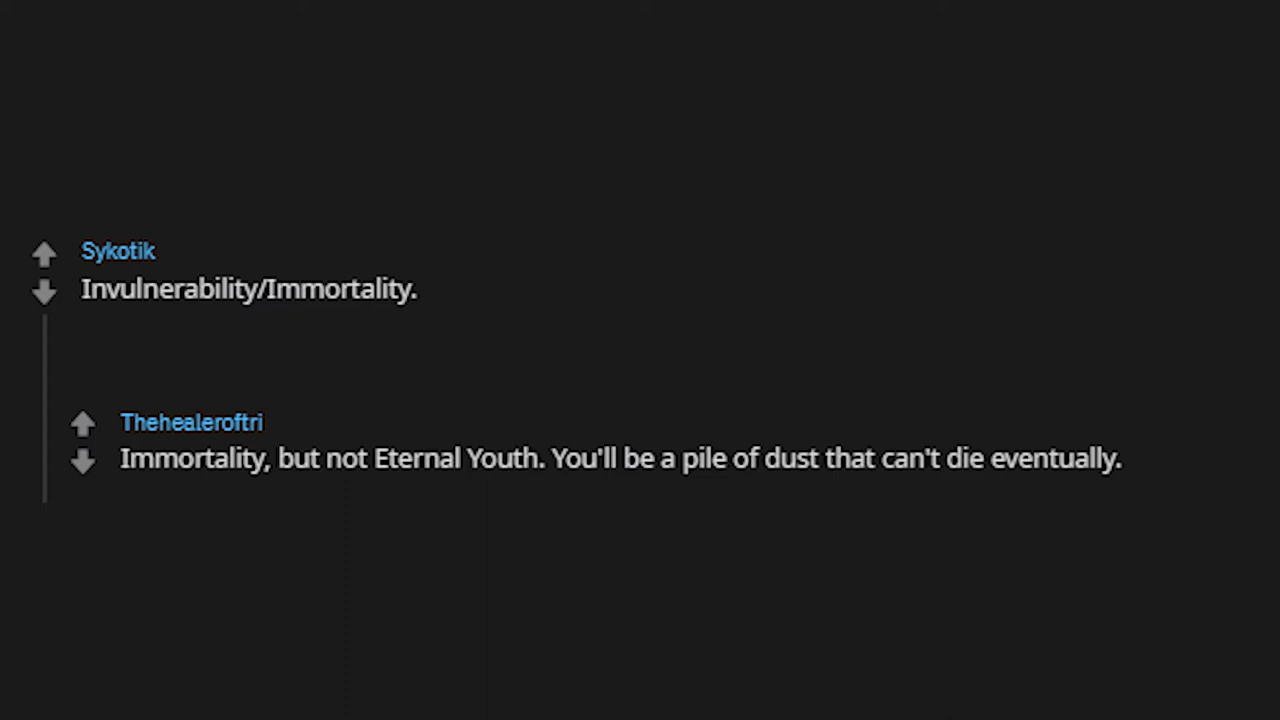 Sykotik
Invulnerability/Immortality.
Thehealeroftri
Immortality, but not Eternal Youth. You'll be a pile of dust that can't die eventually.